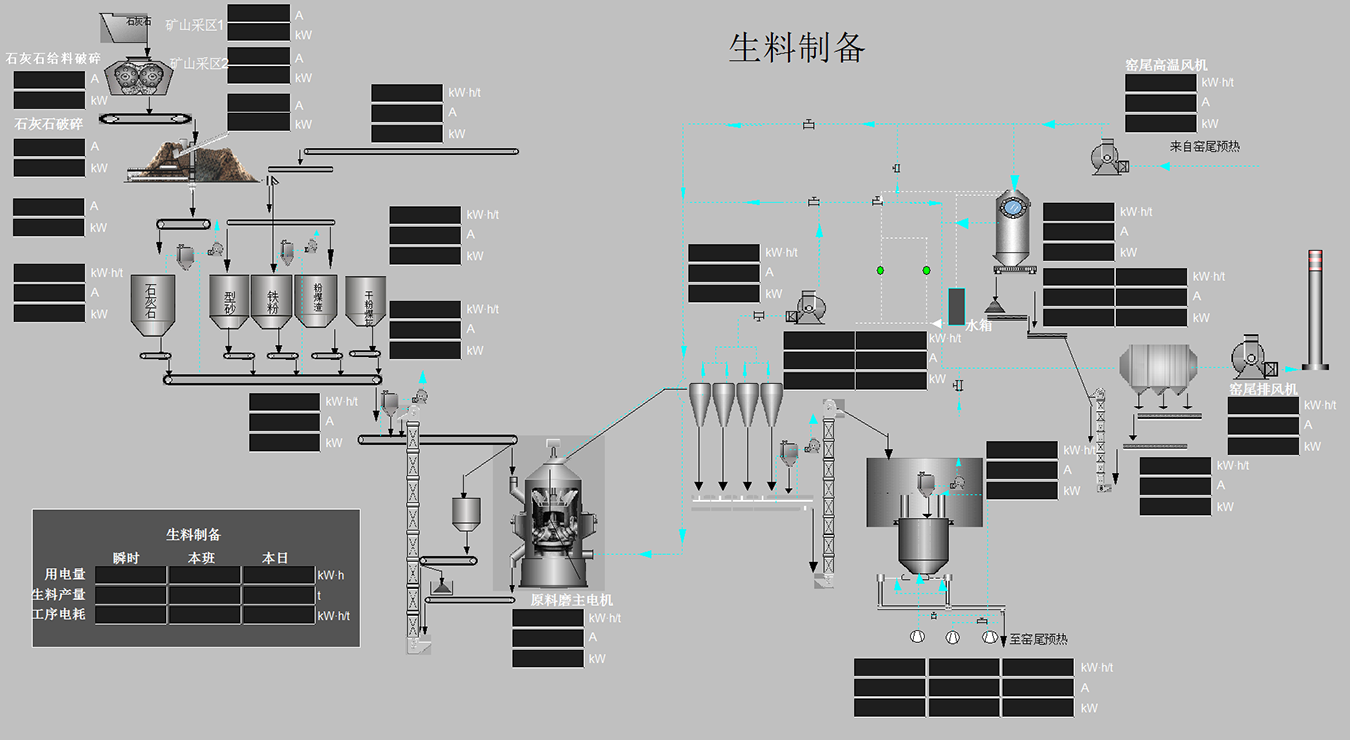 生料制备
石灰石
矿山采区1
A
kW
石灰石给料破碎
A
kW
矿山采区2
A
kW
A
kW
石灰石破碎
A
kW
kW·h/t
A
kW
窑尾高温风机
kW·h/t
A
kW
来自窑尾预热
A
kW
kW·h/t
A
kW
kW·h/t
A
kW
kW·h/t
A
kW
kW·h/t
A
kW
kW·h/t
A
kW
石灰石
型砂
铁粉
粉煤渣
干粉煤灰
kW·h/t
A
kW
水箱
kW·h/t
A
kW
窑尾排风机
kW·h/t
A
kW
kW·h/t
A
kW
kW·h/t
A
kW
kW·h/t
A
kW
生料制备
瞬时 本班 本日
用电量 kW·h
生料产量 t
工序电耗 kW·h/t
原料磨主电机
kW·h/t
A
kW
至窑尾预热
kW·h/t
A
kW